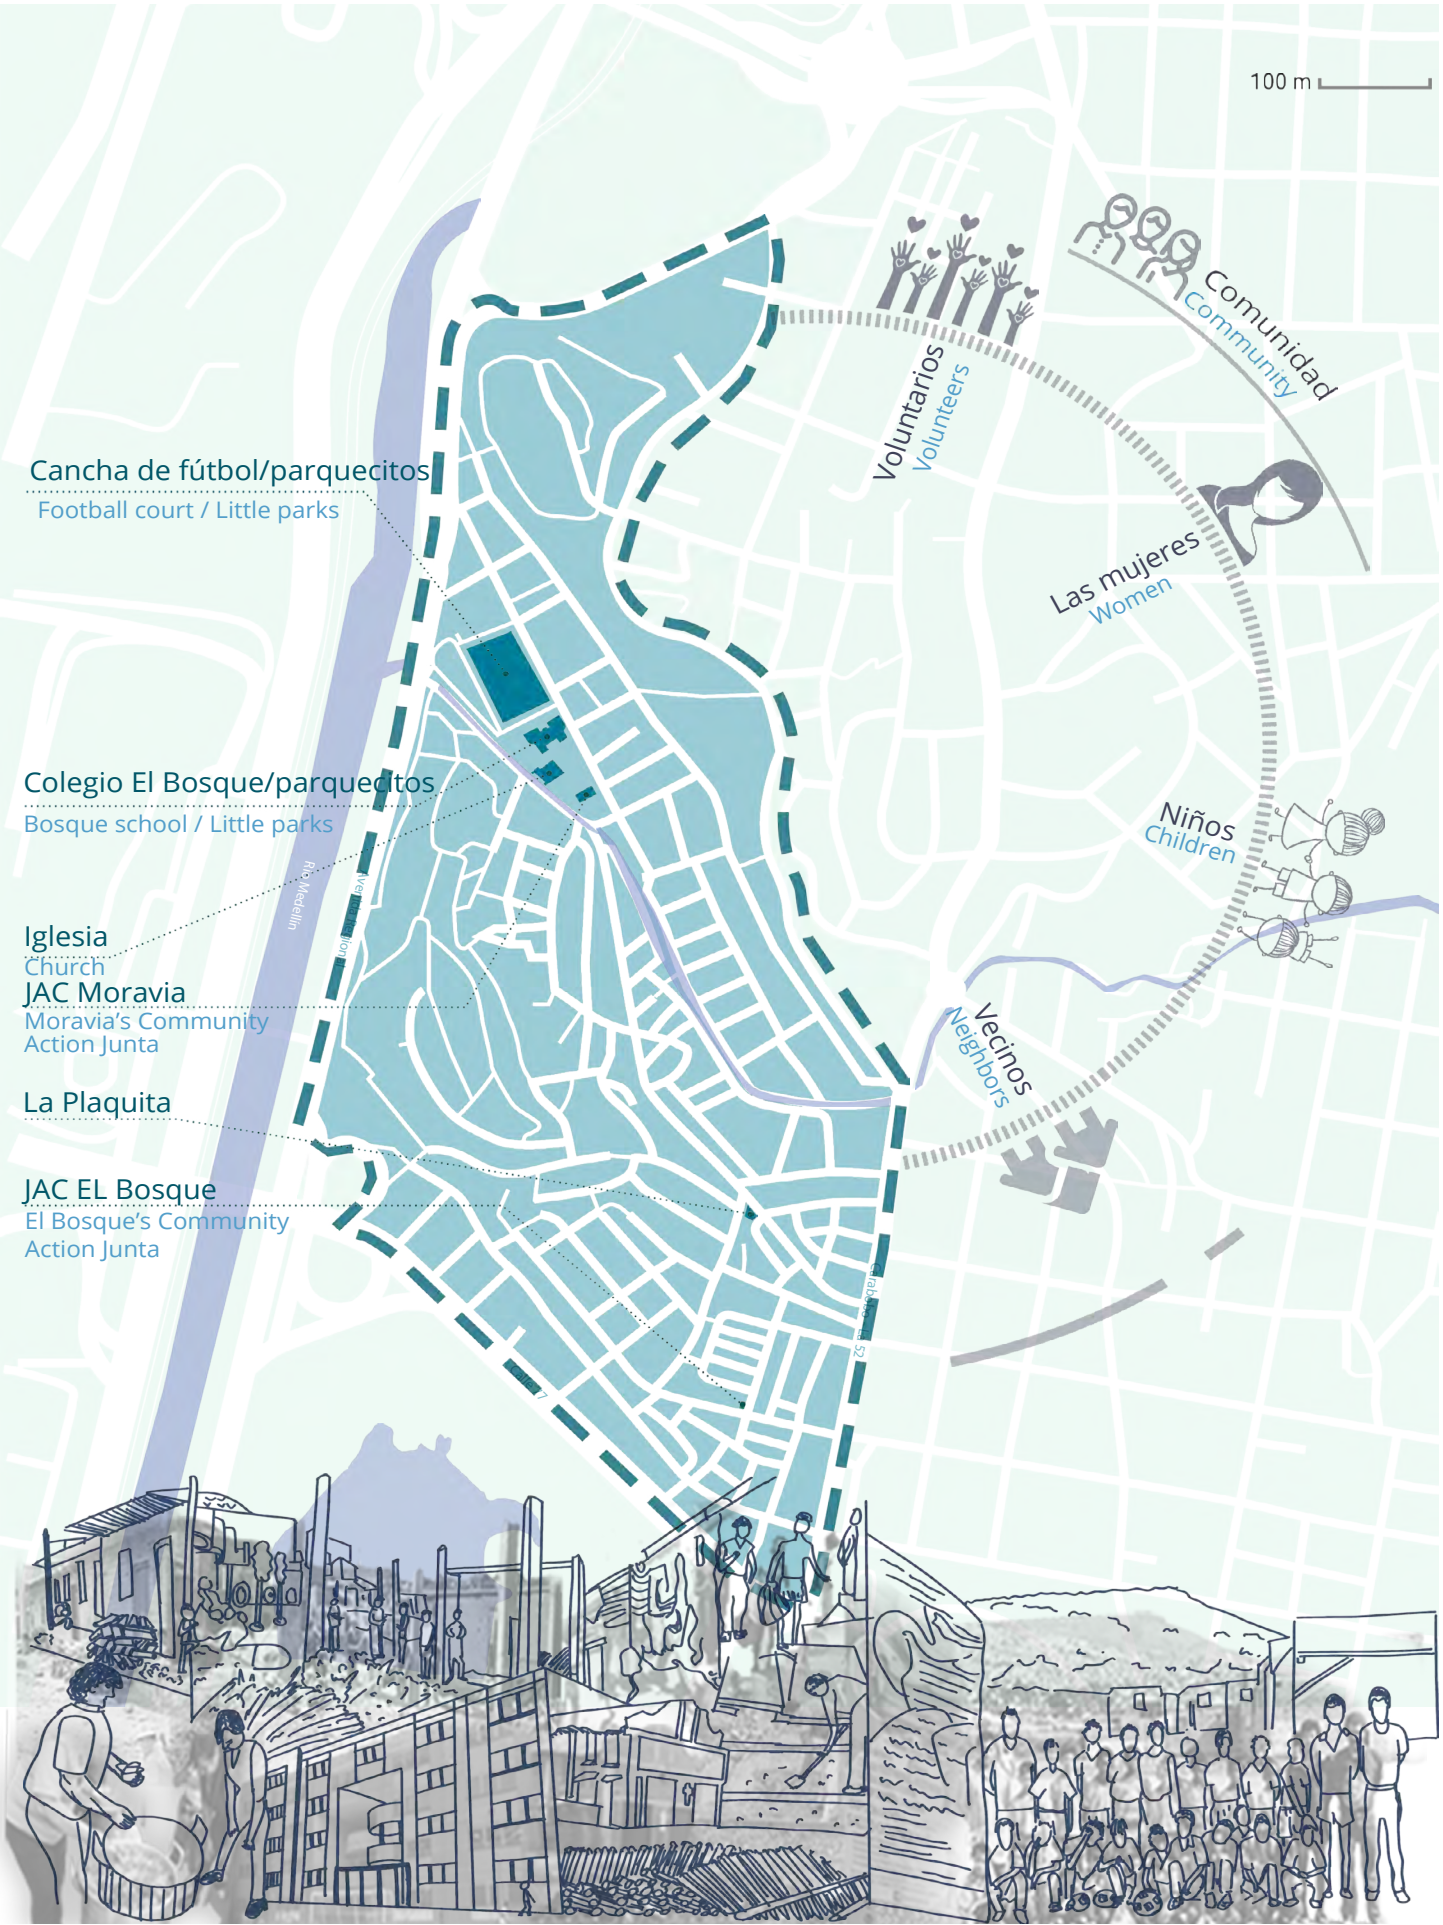 100 m
Comunidad
Community
Voluntarios
Volunteers
Cancha de fútbol/parquecitos
Football court / Little parks
Las mujeres
Women
Colegio El Bosque/parquecitos
Bosque school / Little parks
Niños
Children
Río Medellín
Iglesia
Church
JAC Moravia
Moravia's Community
Action Junta
Vecinos
Neighbors
La Plaquita
JAC EL Bosque
El Bosque's Community
Action Junta
52